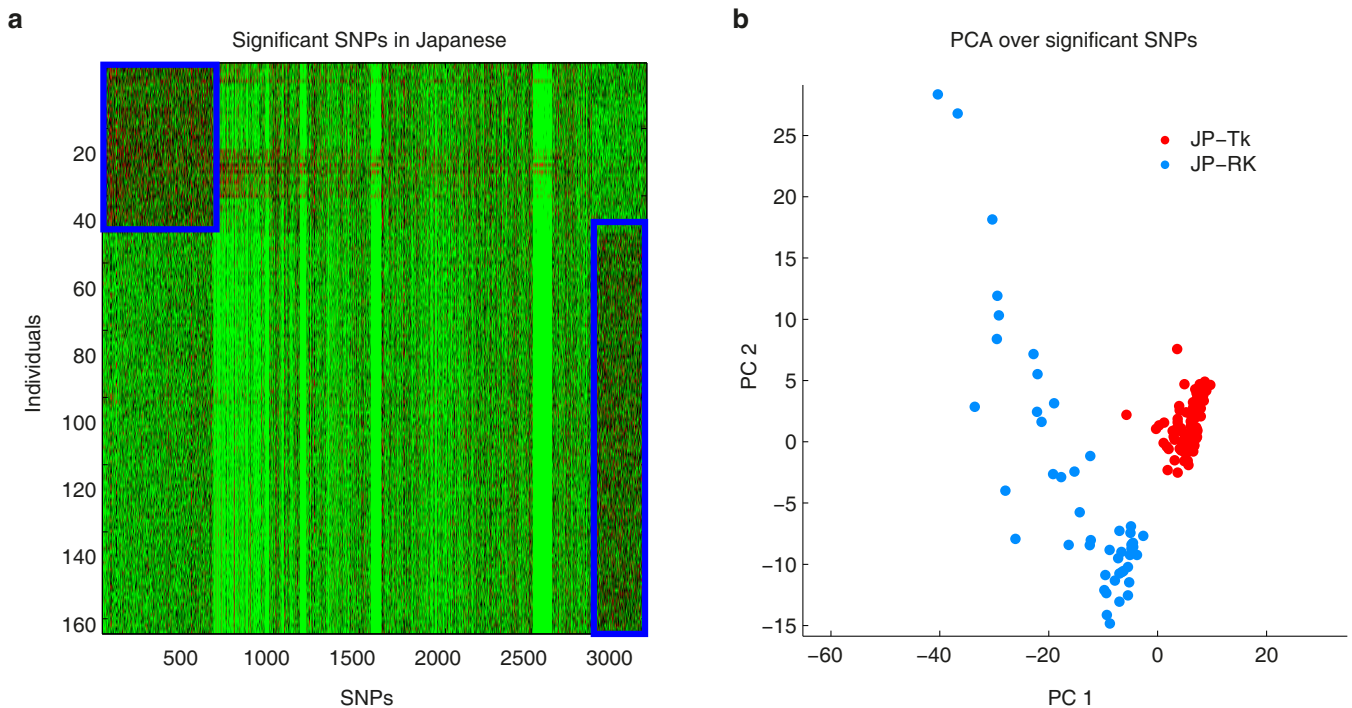 a
Significant SNPs in Japanese
Individuals
20
40
60
80
100
120
140
160
500
1000
1500
2000
2500
3000
SNPs
b
PCA over significant SNPs
PC 2
25
20
15
10
5
0
−5
−10
−15
JP−Tk
JP−RK
−60
−40
−20
0
20
PC 1